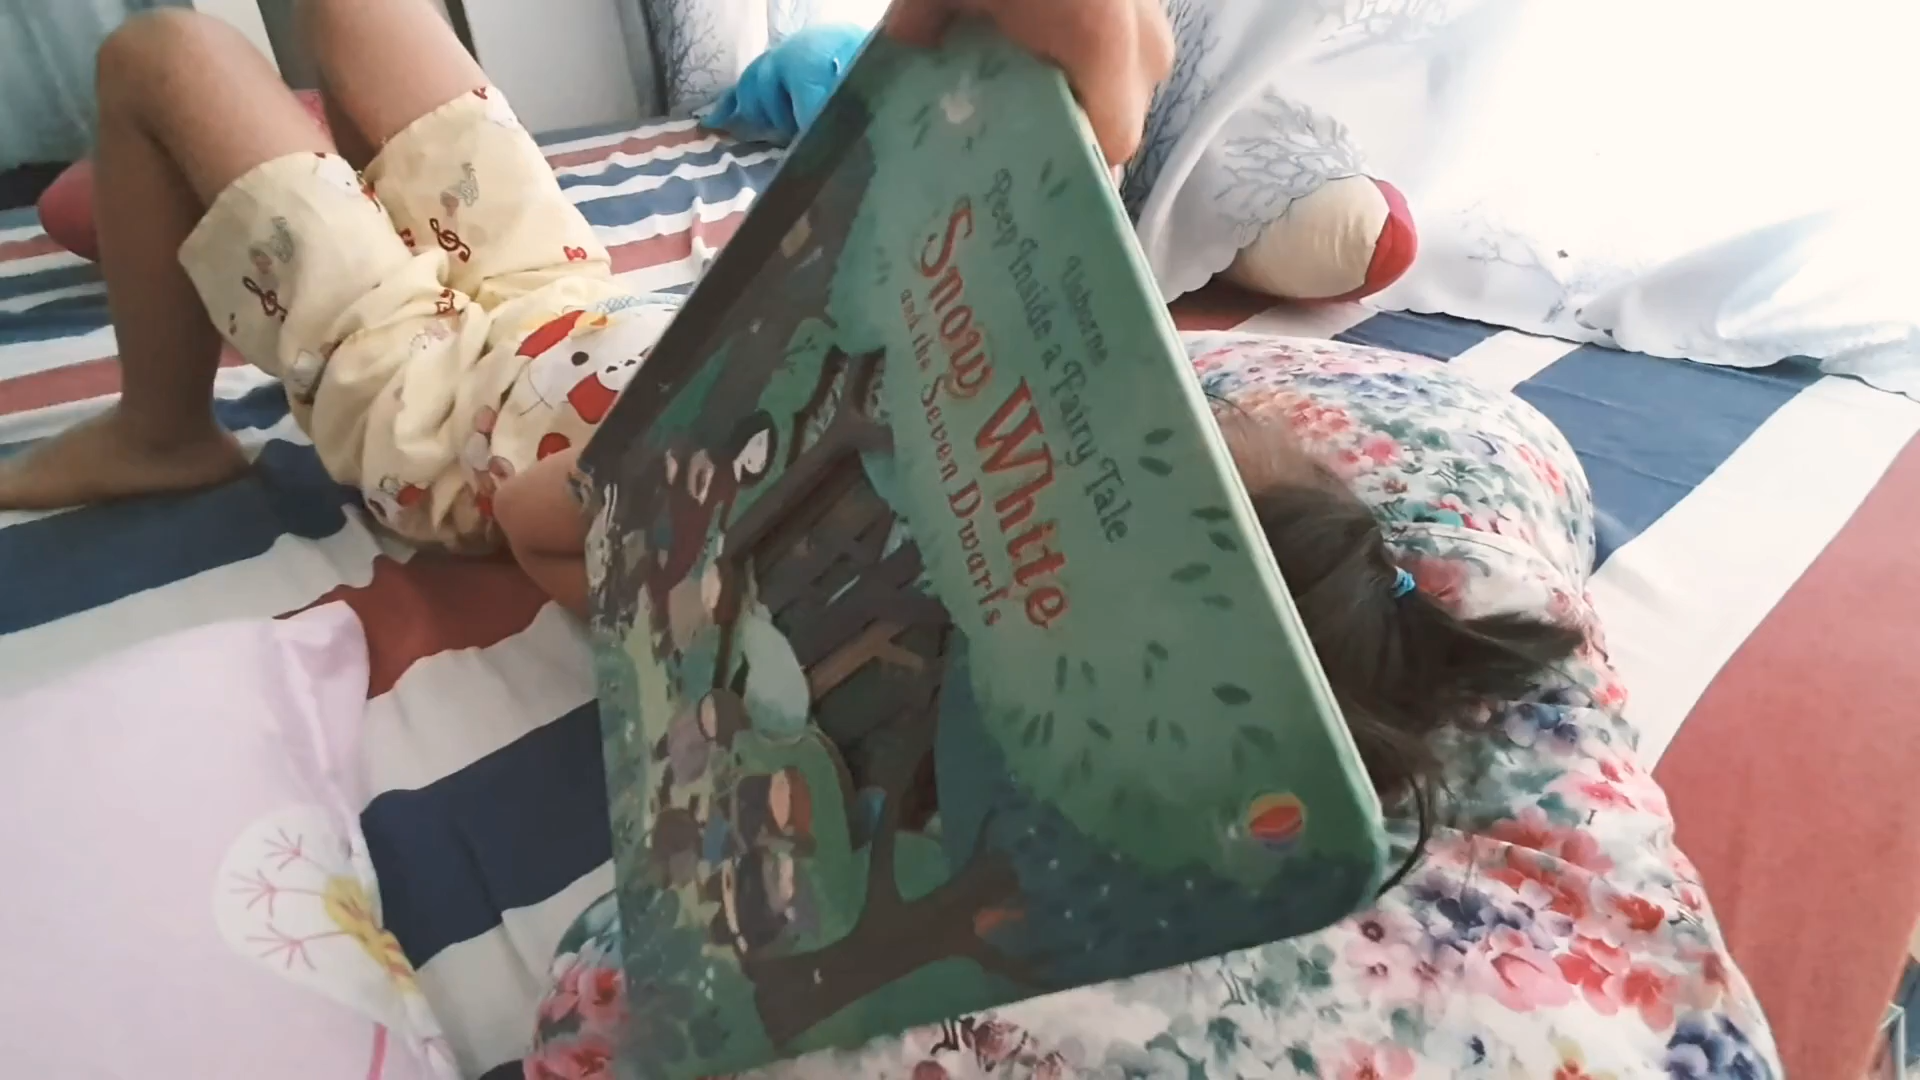 Usborne
Peep Inside a Fairy Tale
Snow White
and the Seven Dwarfs